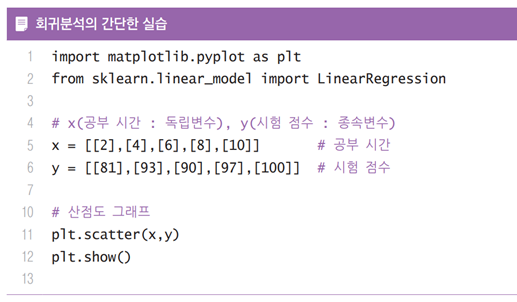 회귀분석의 간단한 실습
1 import matplotlib.pyplot as plt
2 from sklearn.linear_model import LinearRegression
3
4 # x(공부 시간 : 독립변수), y(시험 점수 : 종속변수)
5 x = [[2],[4],[6],[8],[10]] # 공부 시간
6 y = [[81],[93],[90],[97],[100]] # 시험 점수
7
10 # 산점도 그래프
11 plt.scatter(x,y)
12 plt.show()
13